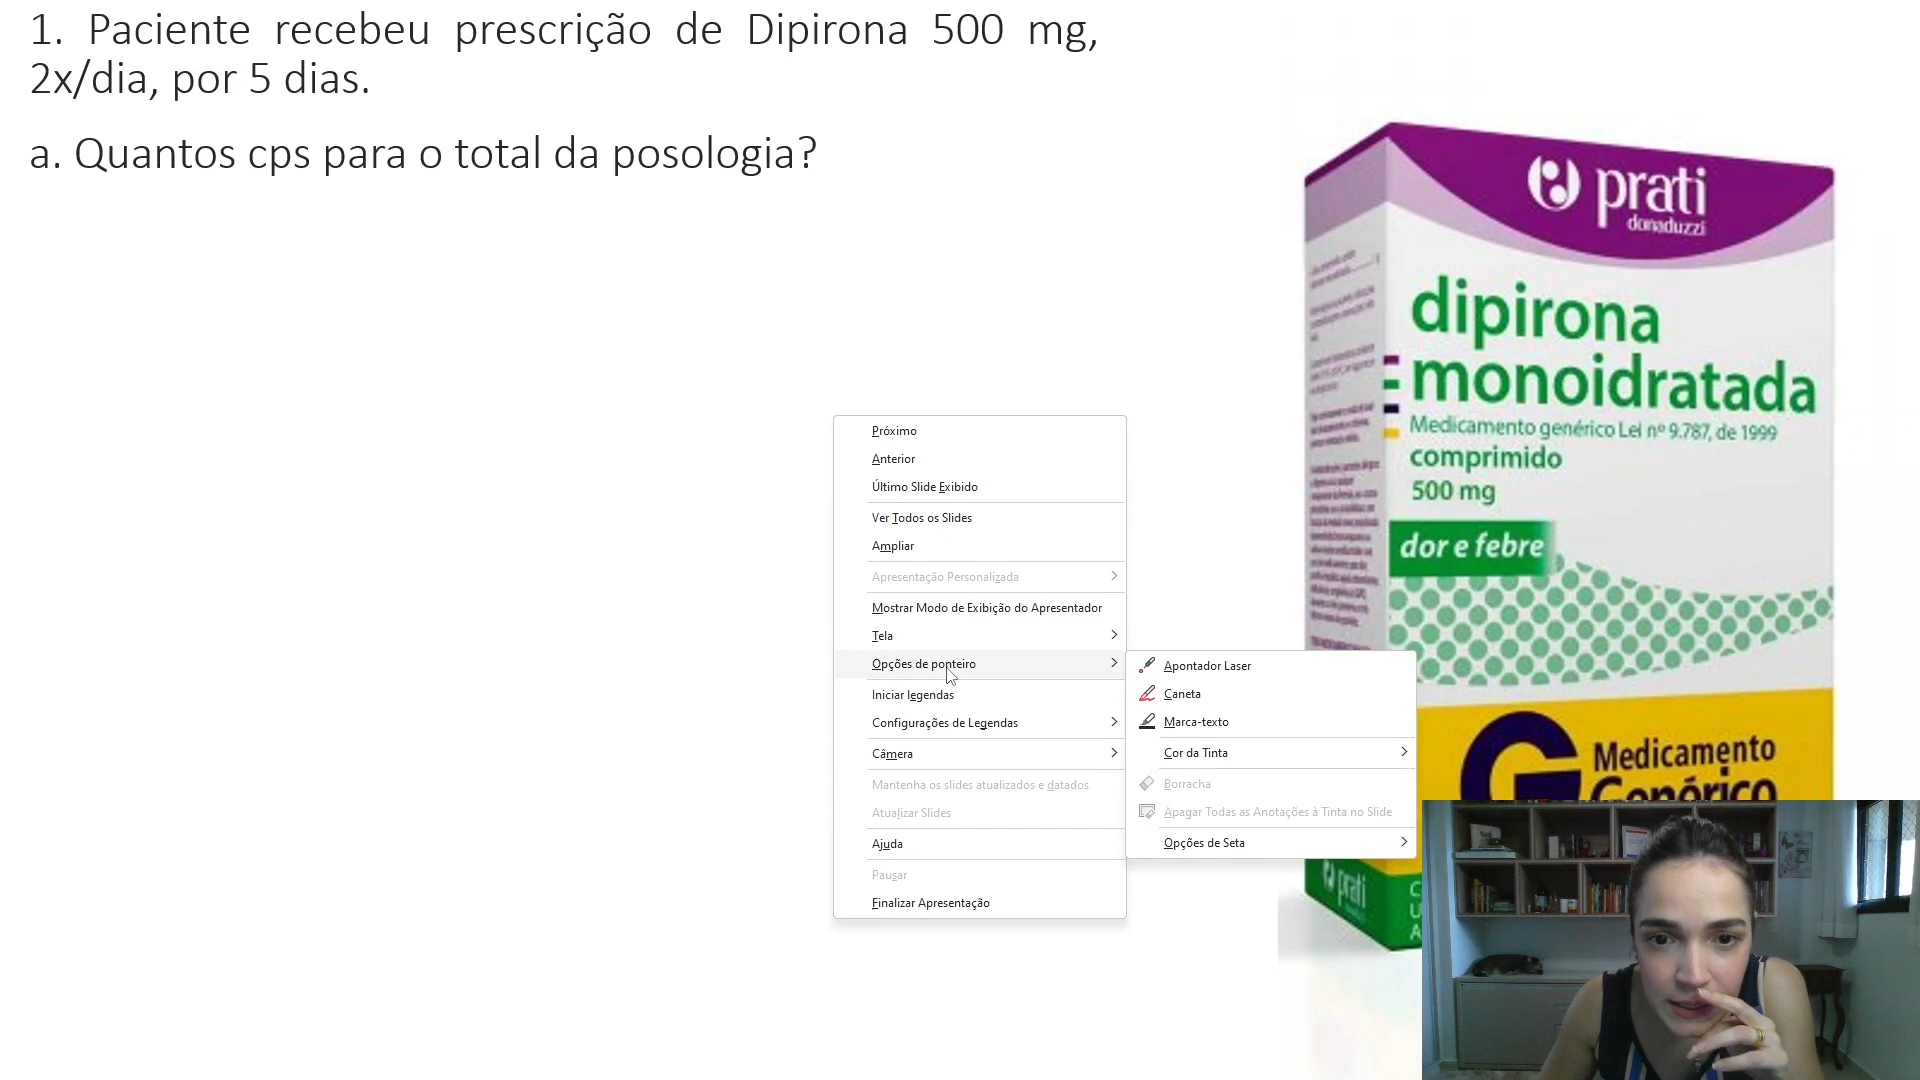 1. Paciente recebeu prescrição de Dipirona 500 mg,
2x/dia, por 5 dias.
a. Quantos cps para o total da posologia?
prati
donaduzzi
dipirona
monoidratada
Medicamento genérico Lei nº 9.787, de 1999
comprimido
500 mg
dor e febre
Medicamento
Genérico
prati
Próximo
Anterior
Último Slide Exibido
Ver Todos os Slides
Ampliar
Apresentação Personalizada
Mostrar Modo de Exibição do Apresentador
Tela
Opções de ponteiro
Iniciar legendas
Configurações de Legendas
Câmera
Mantenha os slides atualizados e datados
Atualizar Slides
Ajuda
Pausar
Finalizar Apresentação
Apontador Laser
Caneta
Marca-texto
Cor da Tinta
Borracha
Apagar Todas as Anotações à Tinta no Slide
Opções de Seta